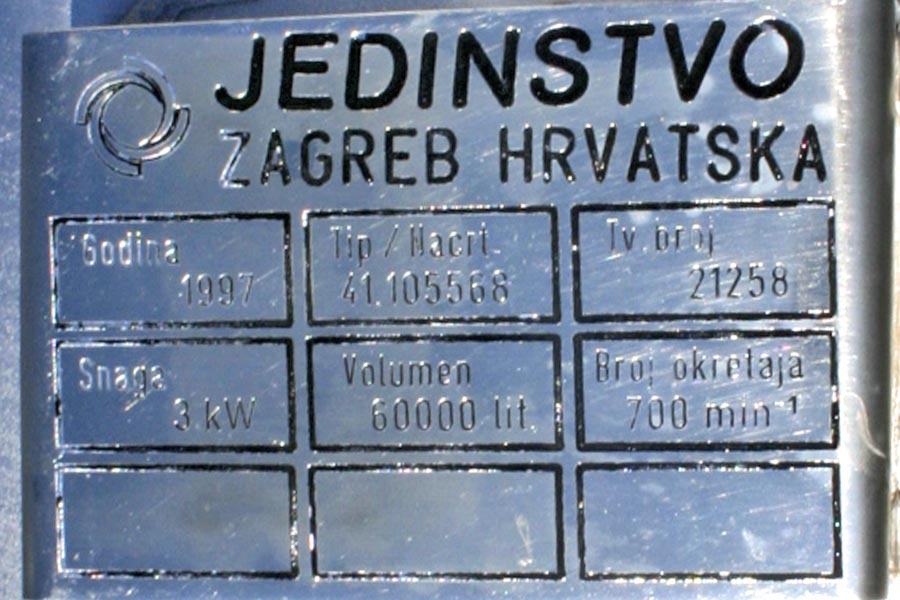 JEDINSTVO
ZAGREB HRVATSKA
Godina
1997
Tip / Nacrt.
41.105568
Tv. broj
21258
Snaga
3 kW
Volumen
60000 lit.
Broj okretaja
700 min⁻¹